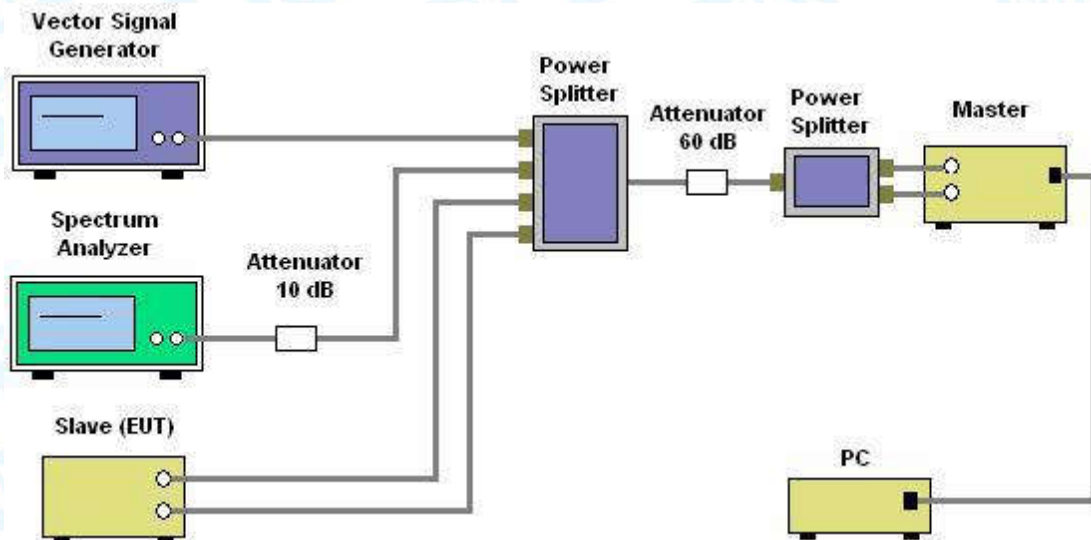 Vector Signal
Generator
Power
Splitter
Attenuator
60 dB
Power
Splitter
Master
Spectrum
Analyzer
Attenuator
10 dB
Slave (EUT)
PC